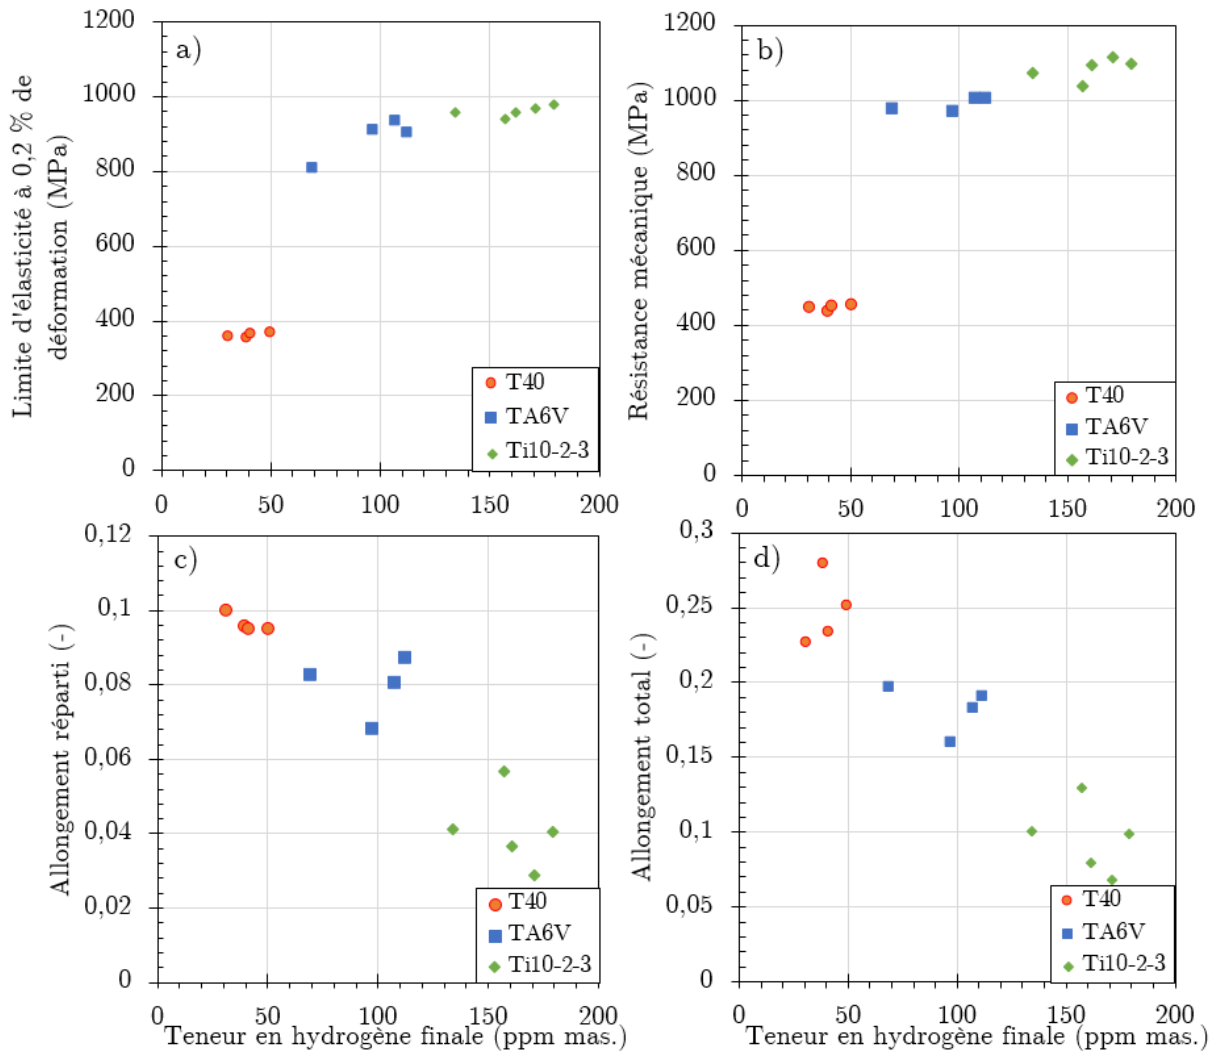 Limite d'élasticité à 0,2 % de
déformation (MPa)
1200
1000
800
600
400
200
0
a)
T40
TA6V
Ti10-2-3
0 50 100 150 200
Résistance mécanique (MPa)
1200
1000
800
600
400
200
0
b)
T40
TA6V
Ti10-2-3
0 50 100 150 200
Allongement réparti (-)
0,12
0,1
0,08
0,06
0,04
0,02
0
c)
T40
TA6V
Ti10-2-3
0 50 100 150 200
Teneur en hydrogène finale (ppm mas.)
Allongement total (-)
0,3
0,25
0,2
0,15
0,1
0,05
0
d)
T40
TA6V
Ti10-2-3
0 50 100 150 200
Teneur en hydrogène finale (ppm mas.)